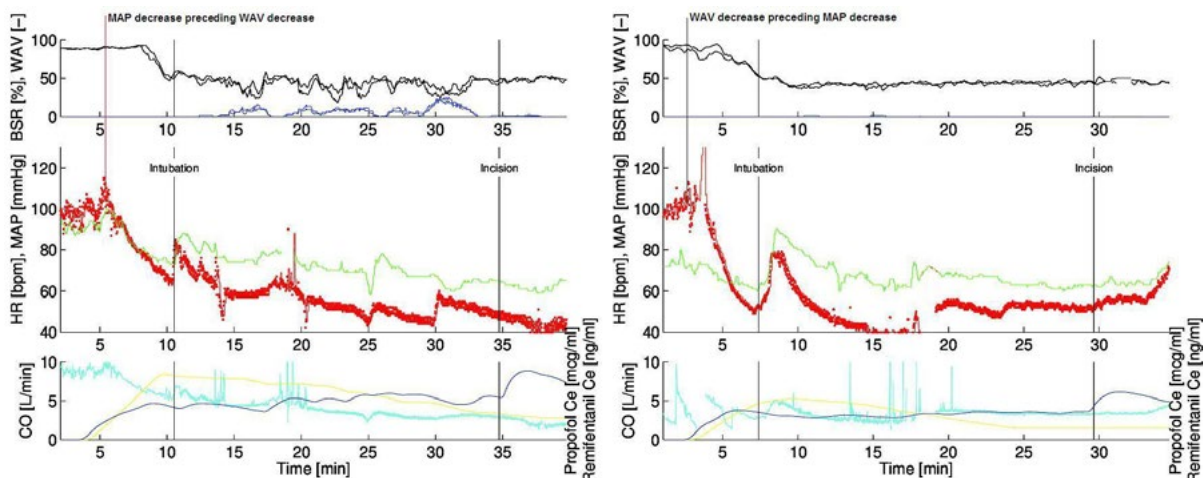 MAP decrease preceding WAV decrease
BSR [%], WAV [–]
100
50
0
5 10 15 20 25 30 35
HR [bpm], MAP [mmHg]
120
100
80
60
40
Intubation
Incision
5 10 15 20 25 30 35
CO [L/min]
10
5
0
5 10 15 20 25 30 35
Time [min]
Propofol Ce [mcg/ml]
Remifentanil Ce [ng/ml]
WAV decrease preceding MAP decrease
BSR [%], WAV [–]
100
50
0
5 10 15 20 25 30
HR [bpm], MAP [mmHg]
120
100
80
60
40
Intubation
Incision
5 10 15 20 25 30
CO [L/min]
10
5
0
5 10 15 20 25 30
Time [min]
Propofol Ce [mcg/ml]
Remifentanil Ce [ng/ml]